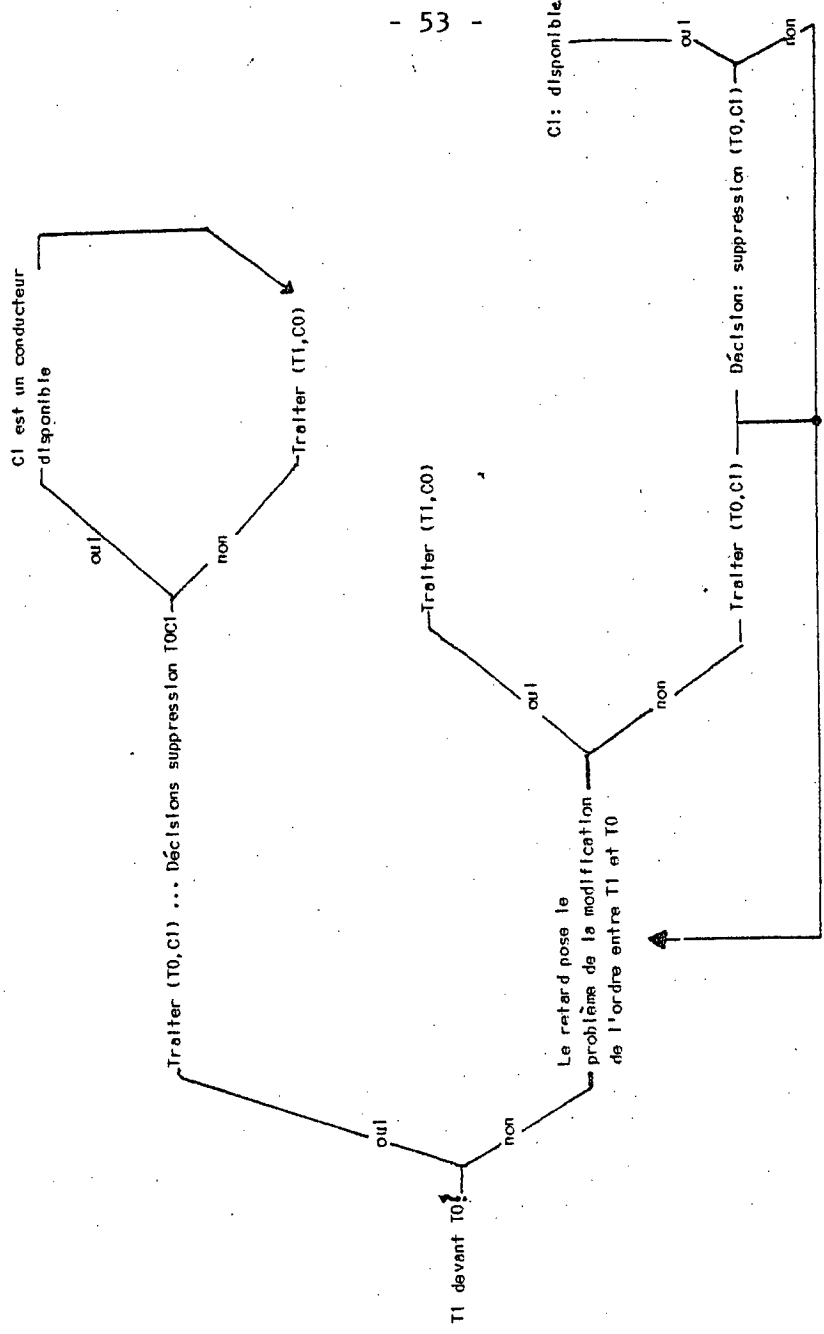 - 53 -
T1 devant T0
oui
non
Traiter (T0,C1) ... Décisions suppression T0C1
oui
non
C1 est un conducteur
disponible
Traiter (T1,C0)
Le retard pose le
problème de la modification
de l'ordre entre T1 et T0
oui
non
Traiter (T1,C0)
Traiter (T0,C1)
Décision: suppression (T0,C1)
oui
non
C1: disponible